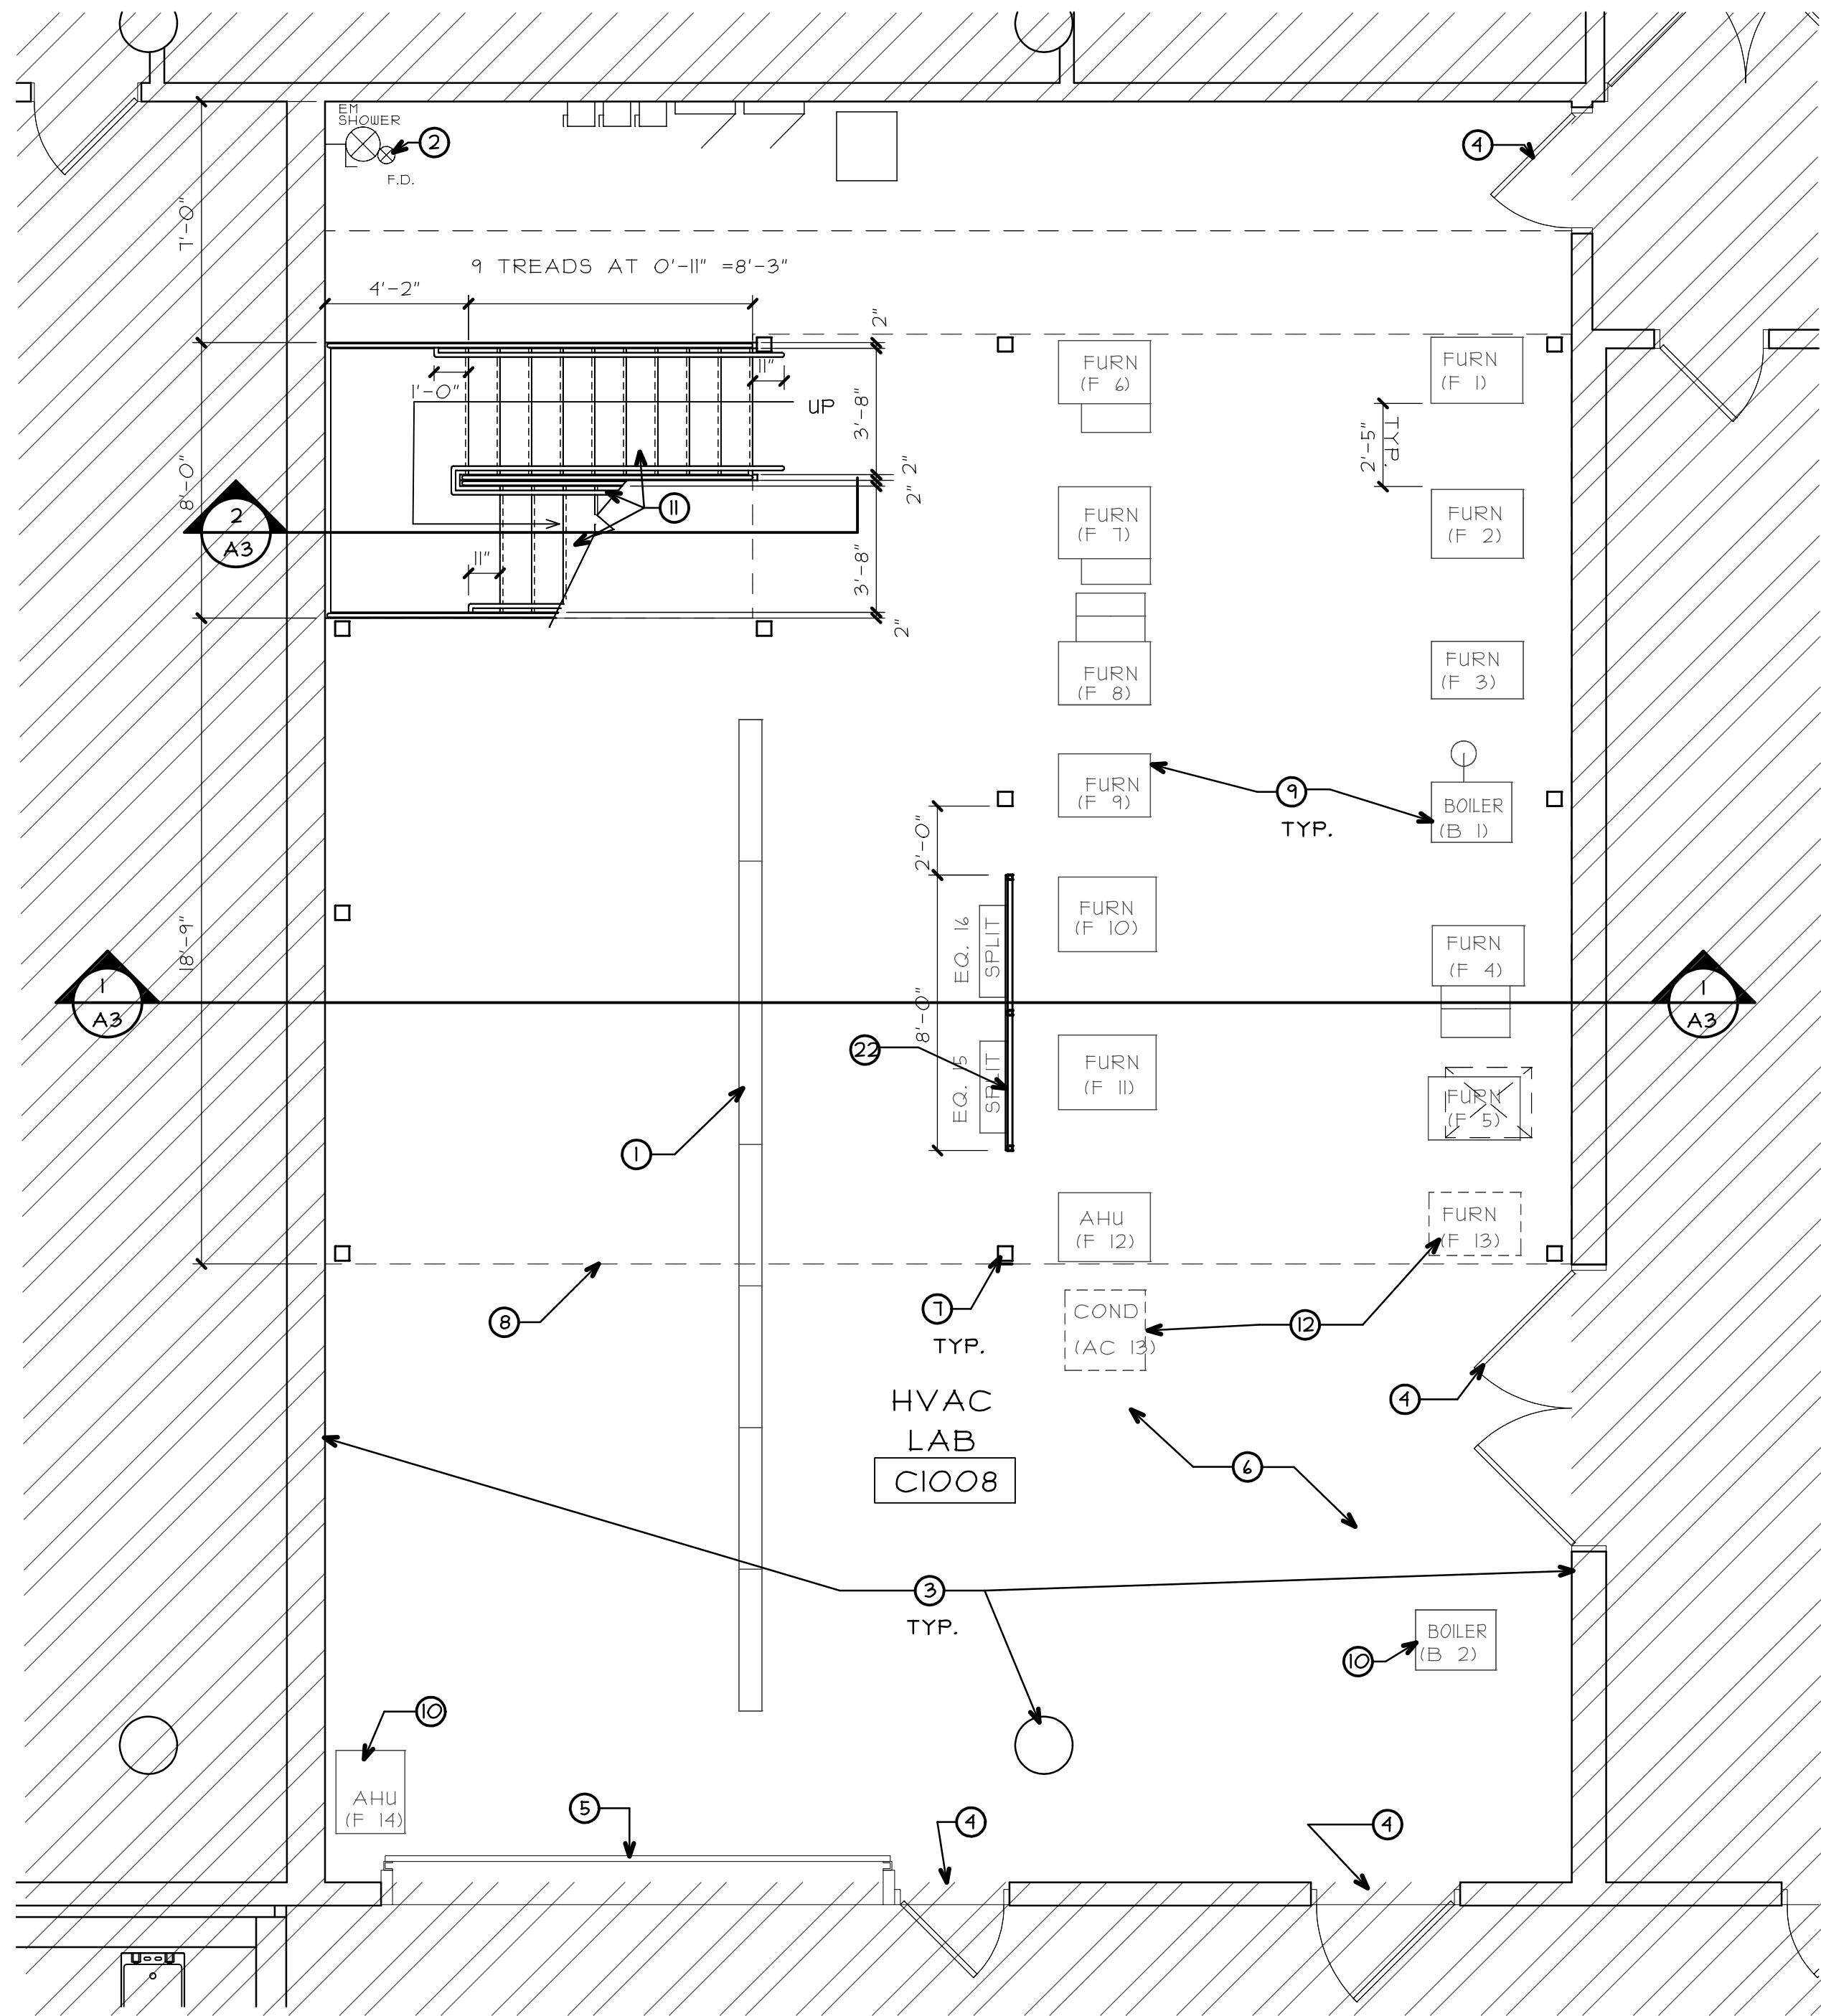 EM
SHOWER
2
F.D.
4
7'-0"
9 TREADS AT 0'-11" =8'-3"
4'-2"
2"
11"
1'-0"
UP
3'-8"
2"
2"
8'-0"
11
11"
3'-8"
2"
2
A3
FURN
(F 6)
FURN
(F 1)
2'-5"
TYP.
FURN
(F 7)
FURN
(F 2)
FURN
(F 8)
FURN
(F 3)
FURN
(F 9)
9
TYP.
BOILER
(B 1)
2'-0"
18'-9"
EQ. 16
SPLIT
FURN
(F 10)
FURN
(F 4)
1
A3
1
A3
8'-0"
22
EQ. 15
SPLIT
FURN
(F 11)
FURN
(F 5)
1
AHU
(F 12)
FURN
(F 13)
8
7
TYP.
COND
(AC 13)
12
4
HVAC
LAB
C1008
6
3
TYP.
BOILER
(B 2)
10
10
AHU
(F 14)
5
4
4